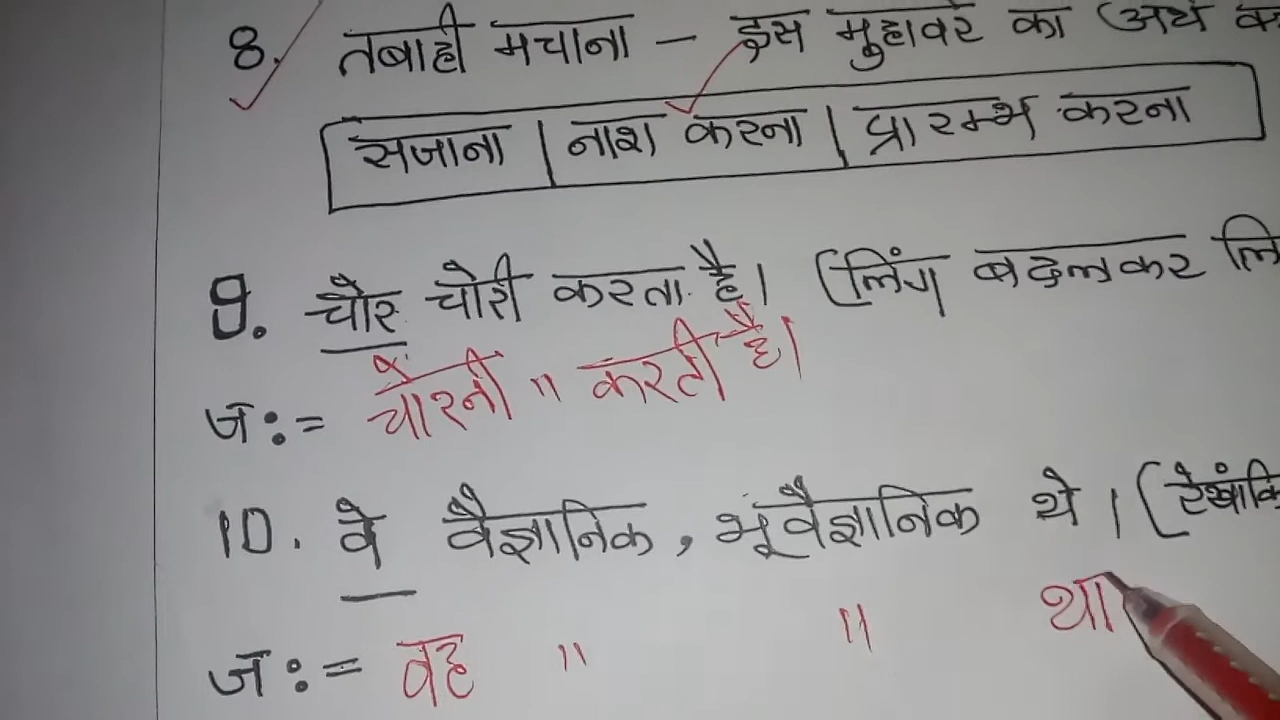 8. तबाही मचाना - इस मुहावरे का अर्थ
सजाना | नाश करना | प्रारम्भ करना
9. चोर चोरी करता है। (लिंग बदलकर
ज:= चोरनी " करती है।
10. वे वैज्ञानिक, भूवैज्ञानिक थे। (रेखांकि
ज:= वह " " था